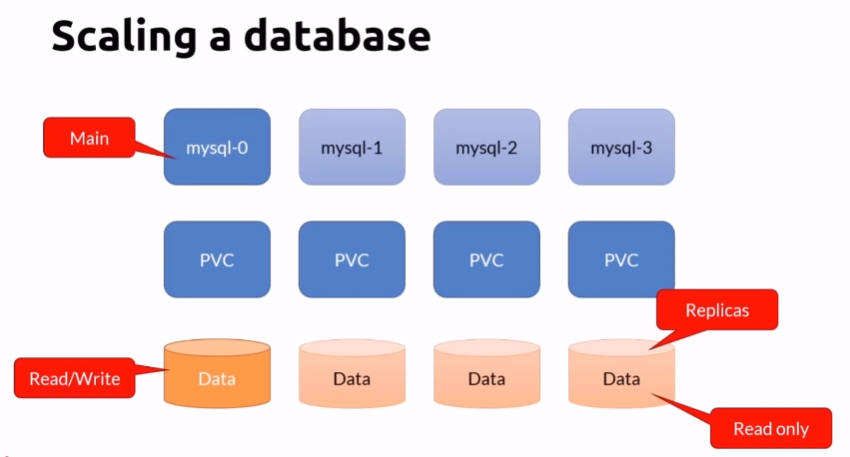 Scaling a database
Main
mysql-0
mysql-1
mysql-2
mysql-3
PVC
PVC
PVC
PVC
Replicas
Read/Write
Data
Data
Data
Data
Read only